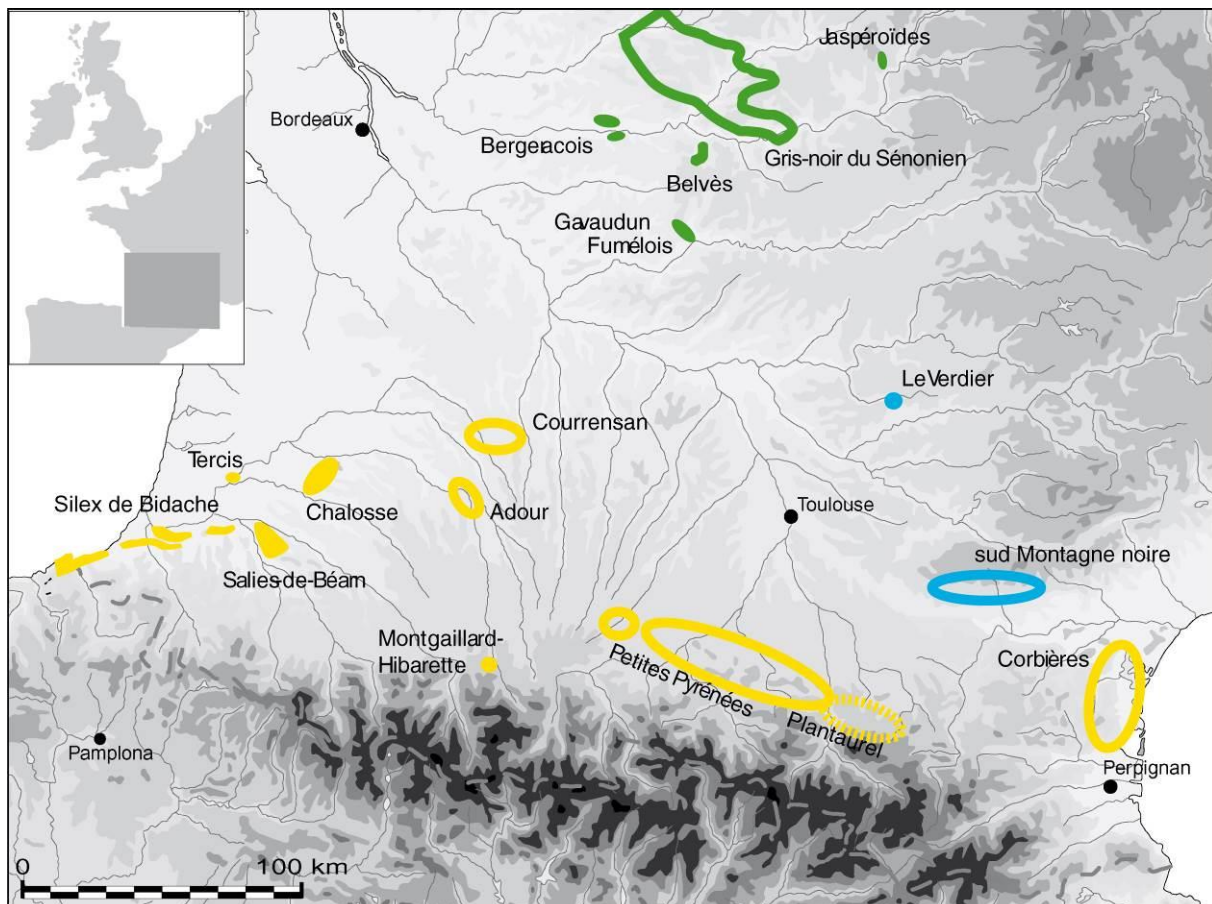 Jaspéroïdes
Bordeaux
Bergeracois
Gris-noir du Sénonien
Belvès
Gavaudun
Fumélois
Le Verdier
Courrensan
Tercis
Silex de Bidache
Chalosse
Adour
Toulouse
sud Montagne noire
Salies-de-Béarn
Montgaillard-
Hibarette
Petites Pyrénées
Corbières
Plantaurel
Pamplona
Perpignan
0 100 km